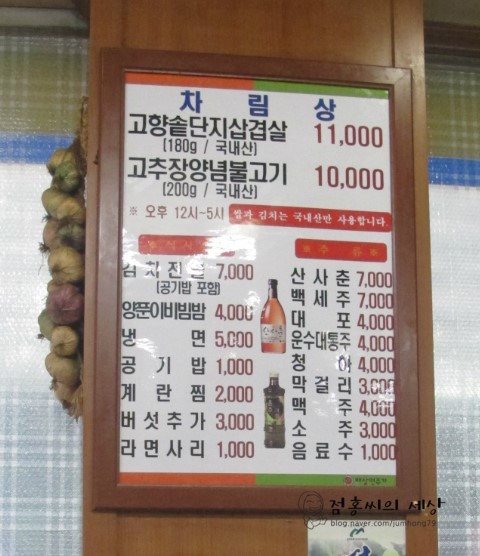 차림상
고향솥단지삼겹살 11,000
(180g / 국내산)
고추장양념불고기 10,000
(200g / 국내산)
※ 오후 12시~5시 쌀과 김치는 국내산만 사용합니다
※식사※
김치전골 7,000
(공기밥 포함)
양푼이비빔밥 4,000
냉면 5,000
공기밥 1,000
계란찜 2,000
버섯추가 3,000
라면사리 1,000
※주류※
산사춘 7,000
백세주 7,000
대포 4,000
운수대통주 4,000
청하 4,000
막걸리 3,000
맥주 4,000
소주 3,000
음료수 1,000
점홍씨의 세상
blog.naver.com/jumhong79